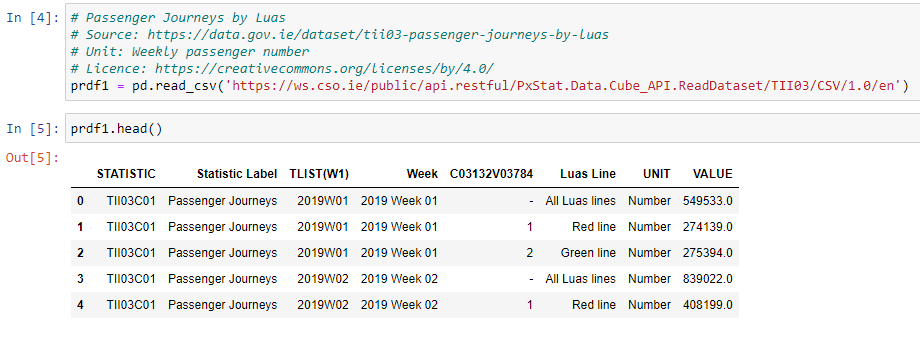 In [4]: # Passenger Journeys by Luas
# Source: https://data.gov.ie/dataset/tii03-passenger-journeys-by-luas
# Unit: Weekly passenger number
# Licence: https://creativecommons.org/licenses/by/4.0/
prdf1 = pd.read_csv('https://ws.cso.ie/public/api.restful/PxStat.Data.Cube_API.ReadDataset/TII03/CSV/1.0/en')
In [5]: prdf1.head()
Out[5]:
STATISTIC Statistic Label TLIST(W1) Week C03132V03784 Luas Line UNIT VALUE
0 TII03C01 Passenger Journeys 2019W01 2019 Week 01 - All Luas lines Number 549533.0
1 TII03C01 Passenger Journeys 2019W01 2019 Week 01 1 Red line Number 274139.0
2 TII03C01 Passenger Journeys 2019W01 2019 Week 01 2 Green line Number 275394.0
3 TII03C01 Passenger Journeys 2019W02 2019 Week 02 - All Luas lines Number 839022.0
4 TII03C01 Passenger Journeys 2019W02 2019 Week 02 1 Red line Number 408199.0